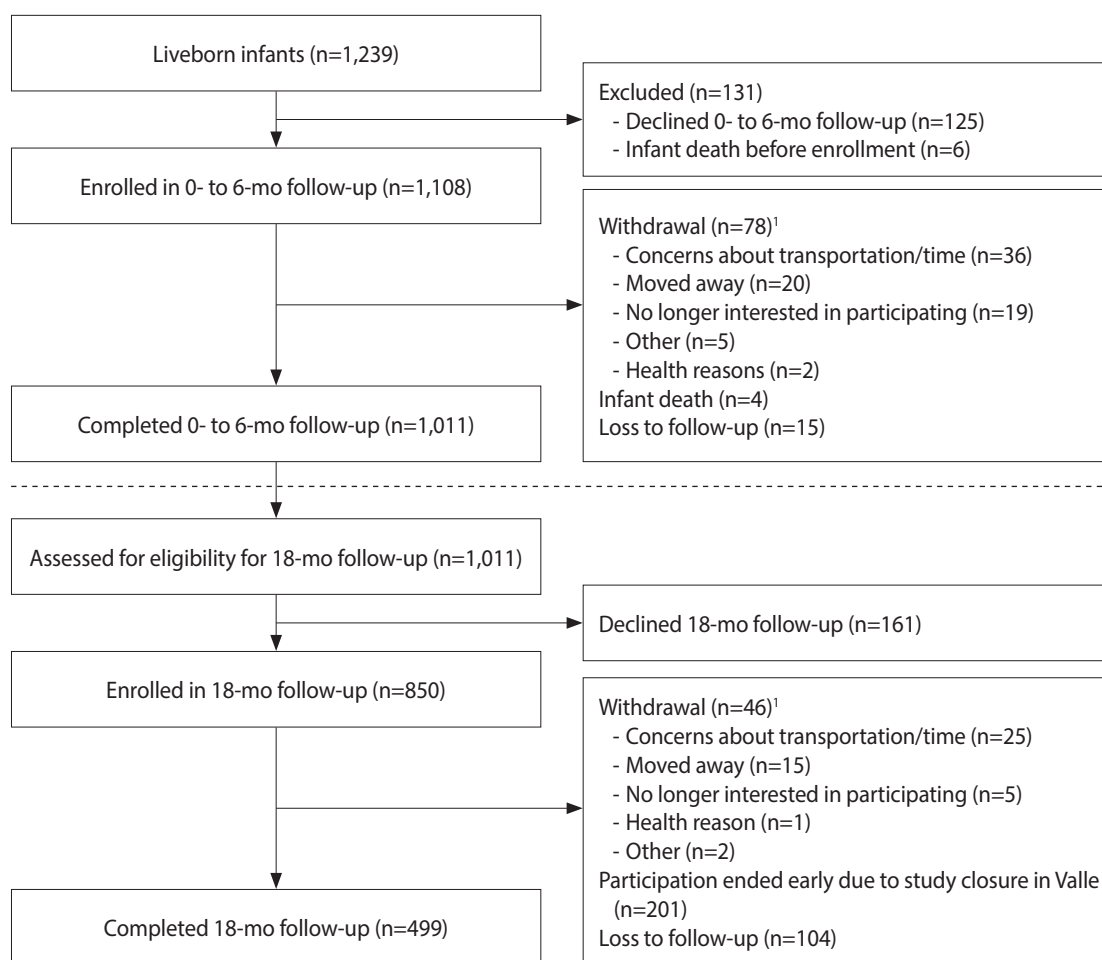 Liveborn infants (n=1,239)
Excluded (n=131)
- Declined 0- to 6-mo follow-up (n=125)
- Infant death before enrollment (n=6)
Enrolled in 0- to 6-mo follow-up (n=1,108)
Withdrawal (n=78)¹
- Concerns about transportation/time (n=36)
- Moved away (n=20)
- No longer interested in participating (n=19)
- Other (n=5)
- Health reasons (n=2)
Infant death (n=4)
Loss to follow-up (n=15)
Completed 0- to 6-mo follow-up (n=1,011)
Assessed for eligibility for 18-mo follow-up (n=1,011)
Declined 18-mo follow-up (n=161)
Enrolled in 18-mo follow-up (n=850)
Withdrawal (n=46)¹
- Concerns about transportation/time (n=25)
- Moved away (n=15)
- No longer interested in participating (n=5)
- Health reason (n=1)
- Other (n=2)
Participation ended early due to study closure in Valle
(n=201)
Loss to follow-up (n=104)
Completed 18-mo follow-up (n=499)